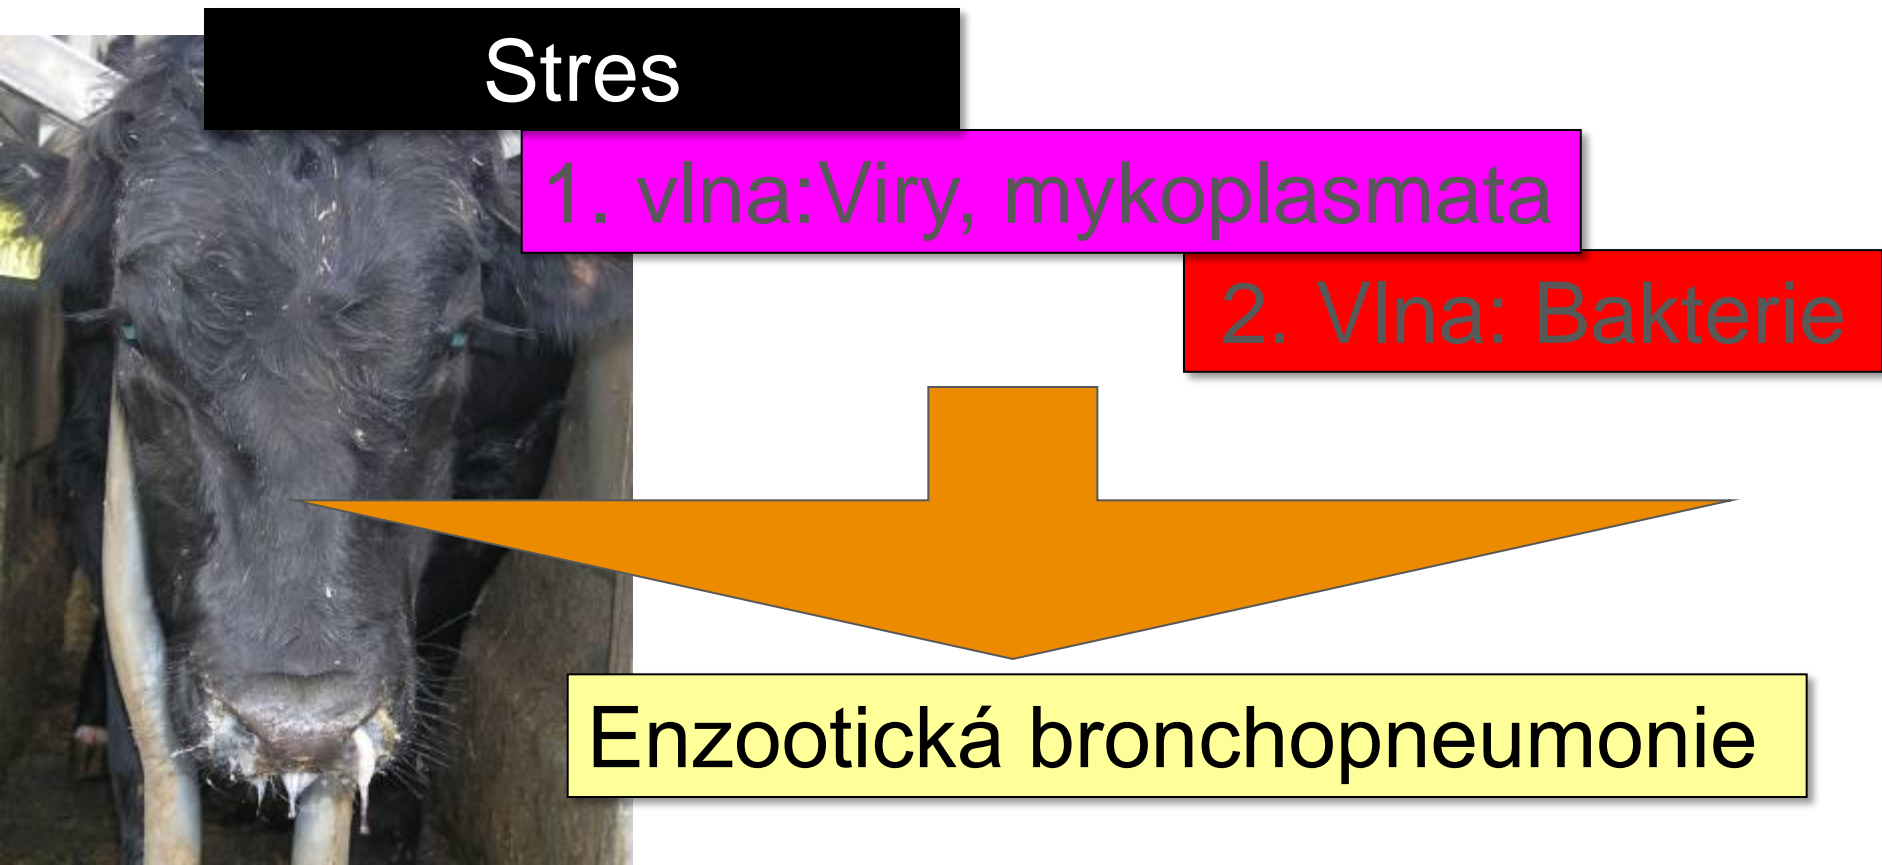 Stres
1. vlna:Viry, mykoplasmata
2. Vlna: Bakterie
Enzootická bronchopneumonie